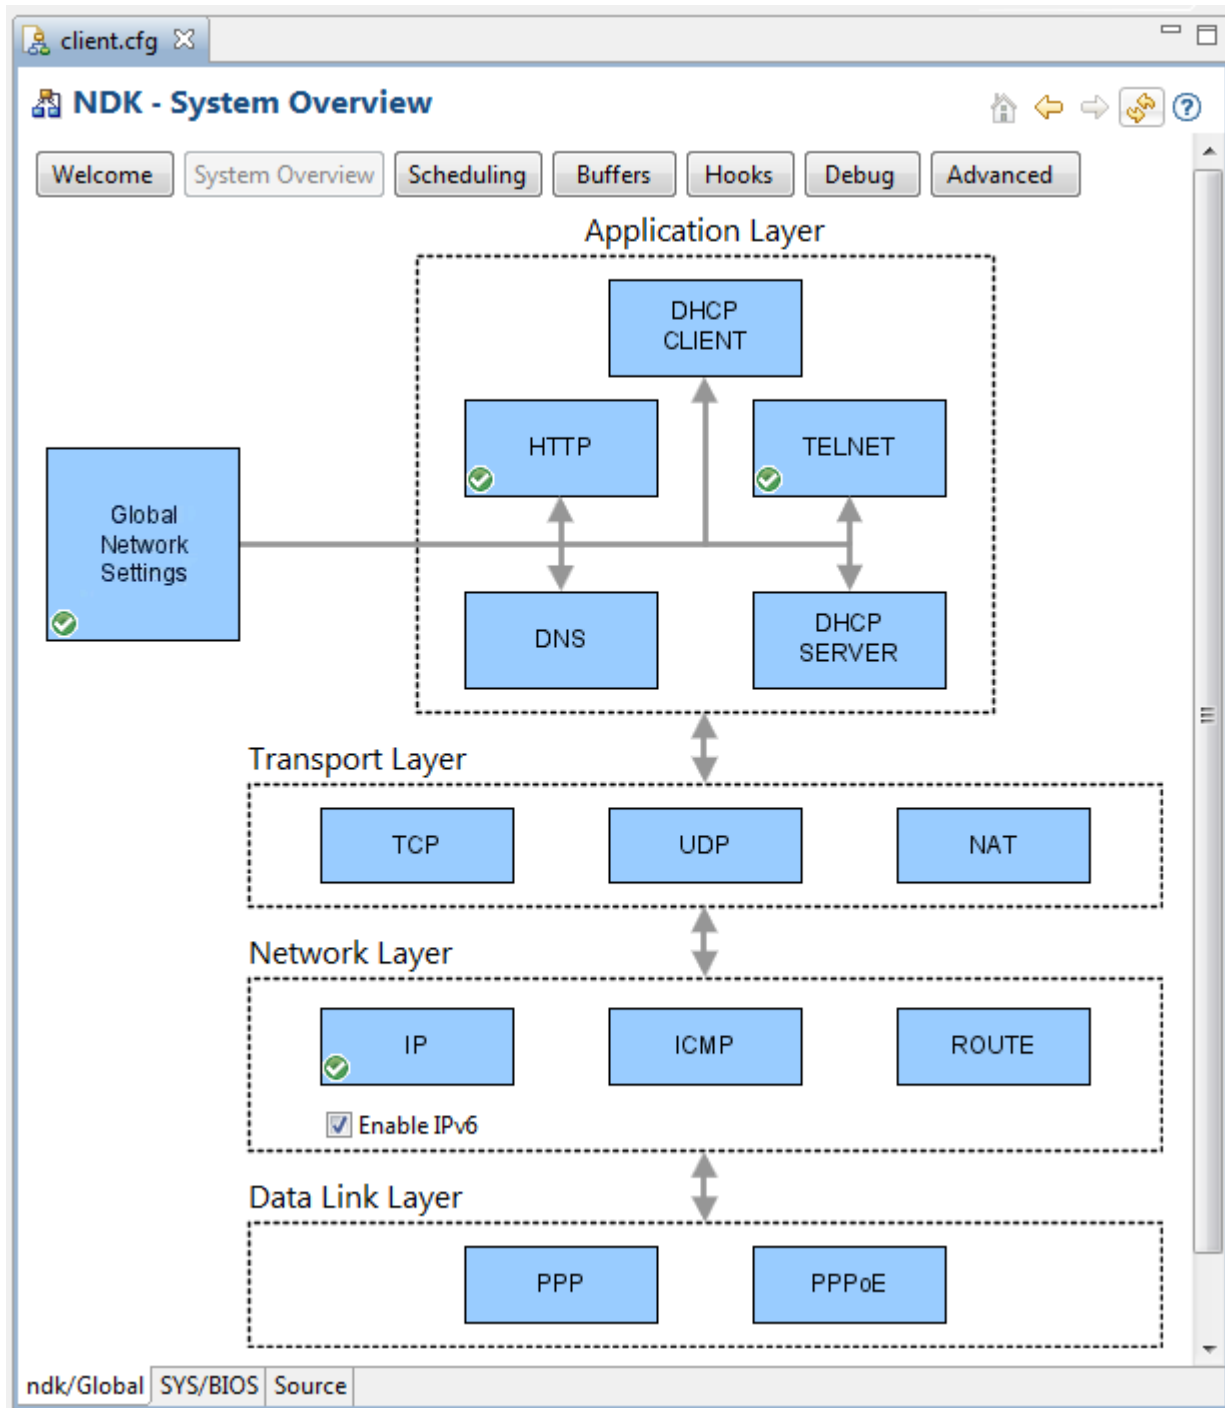 client.cfg
NDK - System Overview
Welcome
System Overview
Scheduling
Buffers
Hooks
Debug
Advanced
Application Layer
DHCP
CLIENT
HTTP
TELNET
Global
Network
Settings
DNS
DHCP
SERVER
Transport Layer
TCP
UDP
NAT
Network Layer
IP
ICMP
ROUTE
Enable IPv6
Data Link Layer
PPP
PPPoE
ndk/Global
SYS/BIOS
Source